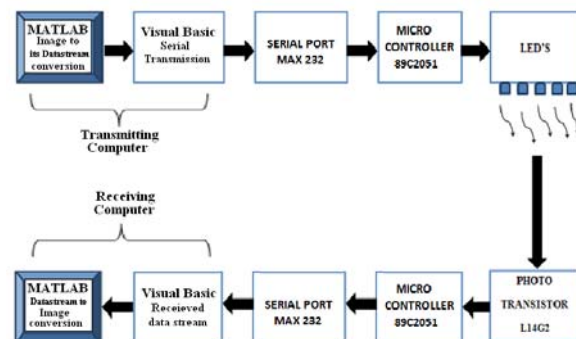 MATLAB
Image to
its Datastream
conversion
Visual Basic
Serial
Transmission
SERIAL PORT
MAX 232
MICRO
CONTROLLER
89C2051
LED'S
Transmitting
Computer
Receiving
Computer
MATLAB
Datastream to
Image
conversion
Visual Basic
Receieved
data stream
SERIAL PORT
MAX 232
MICRO
CONTROLLER
89C2051
PHOTO
TRANSISTOR
L14G2